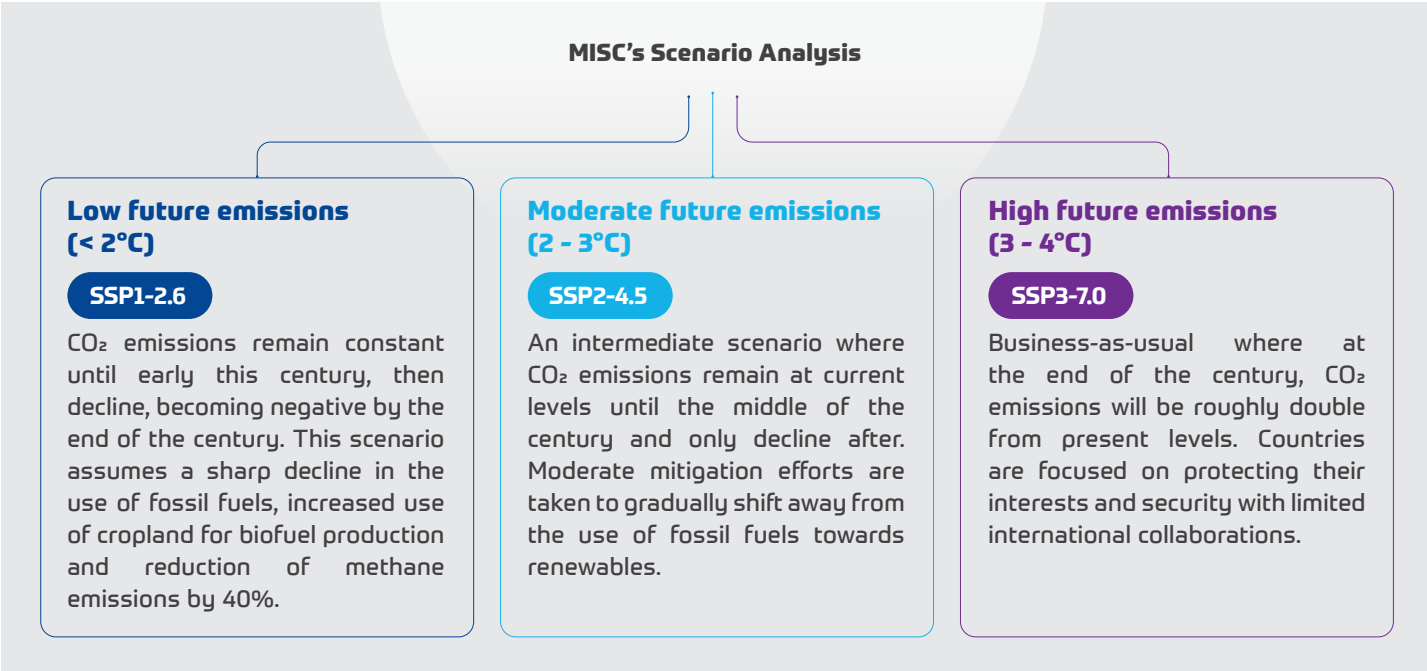 MISC’s Scenario Analysis
Low future emissions
(< 2°C)
SSP1-2.6
CO₂ emissions remain constant
until early this century, then
decline, becoming negative by the
end of the century. This scenario
assumes a sharp decline in the
use of fossil fuels, increased use
of cropland for biofuel production
and reduction of methane
emissions by 40%.
Moderate future emissions
(2 - 3°C)
SSP2-4.5
An intermediate scenario where
CO₂ emissions remain at current
levels until the middle of the
century and only decline after.
Moderate mitigation efforts are
taken to gradually shift away from
the use of fossil fuels towards
renewables.
High future emissions
(3 - 4°C)
SSP3-7.0
Business-as-usual where at
the end of the century, CO₂
emissions will be roughly double
from present levels. Countries
are focused on protecting their
interests and security with limited
international collaborations.